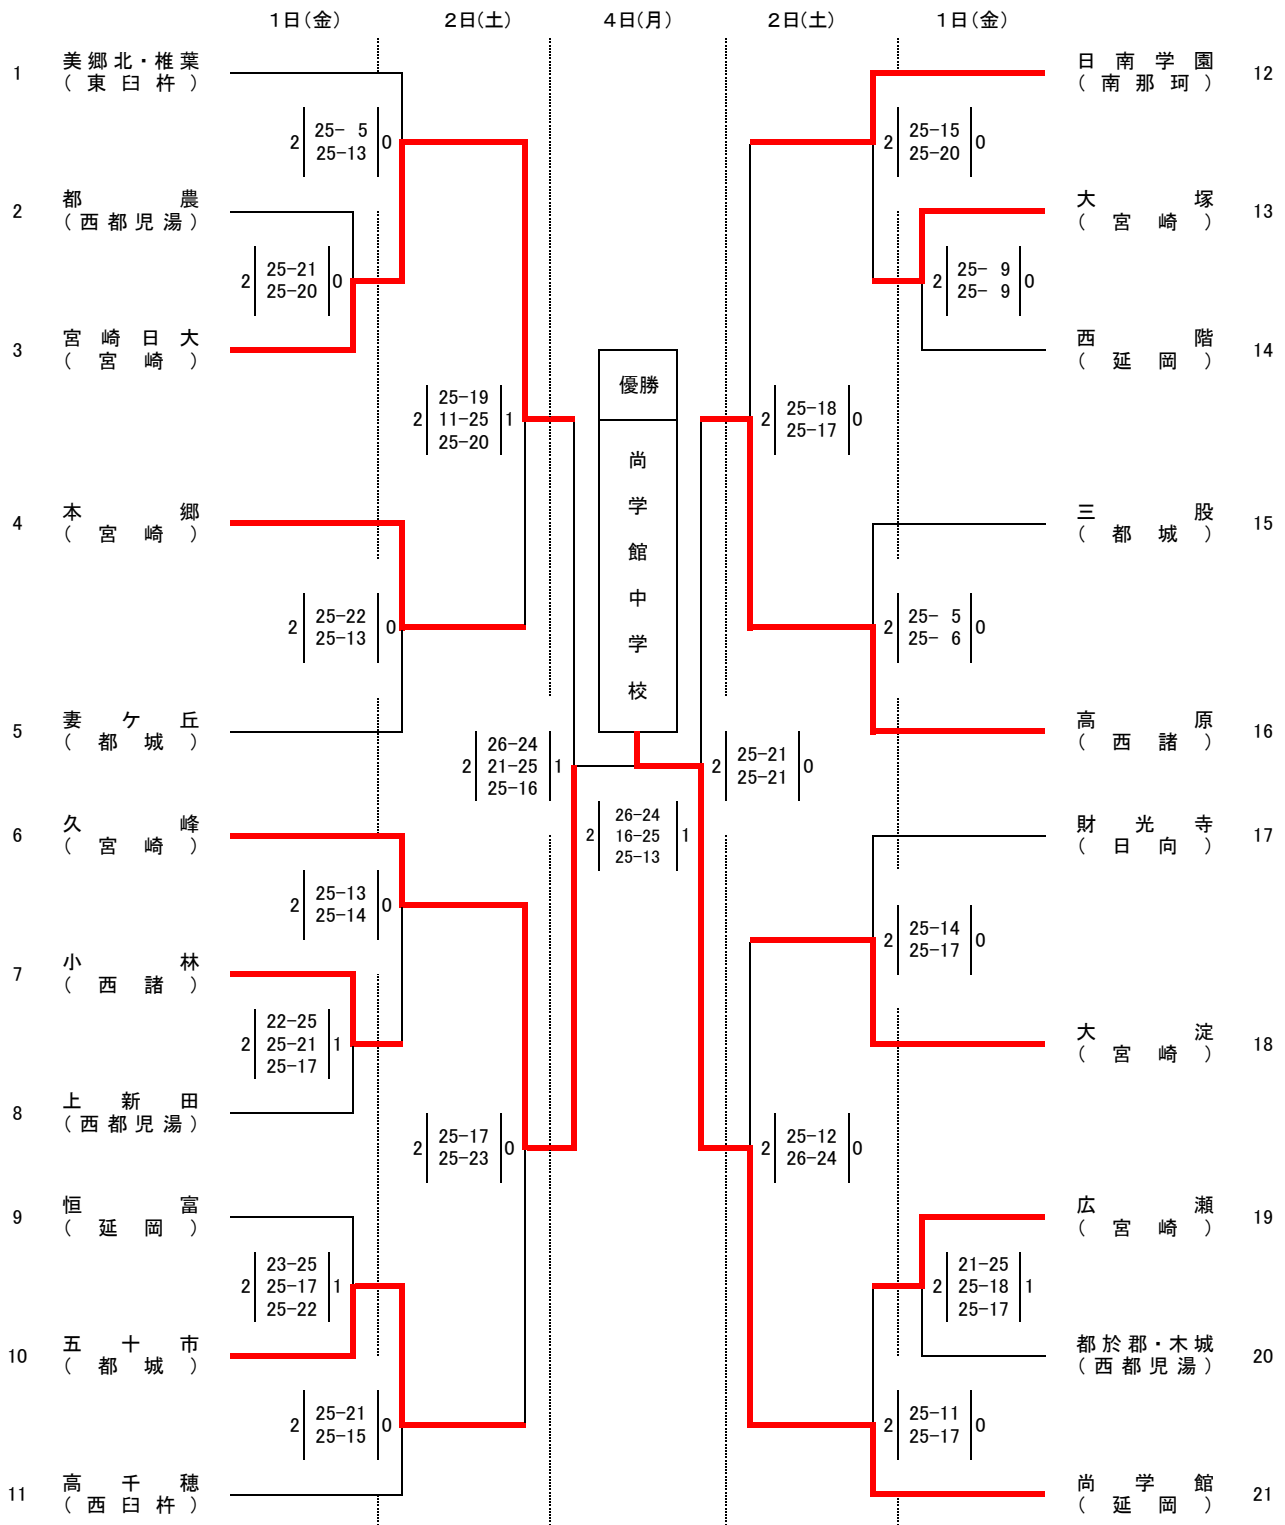 1日(金) 2日(土) 4日(月) 2日(土) 1日(金)
1 美郷北・椎葉
(東臼杵)
25- 5
2 0
25-13
2 都農
(西都児湯)
25-21
2 0
25-20
3 宮崎日大
(宮崎)
25-19
2 11-25 1
25-20
4 本郷
(宮崎)
25-22
2 0
25-13
5 妻ケ丘
(都城)
26-24
2 21-25 1
25-16
6 久峰
(宮崎)
25-13
2 0
25-14
7 小林
(西諸)
22-25
2 25-21 1
25-17
8 上新田
(西都児湯)
25-17
2 0
25-23
9 恒富
(延岡)
23-25
2 25-17 1
25-22
10 五十市
(都城)
25-21
2 0
25-15
11 高千穂
(西臼杵)
優勝
尚
学
館
中
学
校
26-24
2 16-25 1
25-13
日南学園 12
(南那珂)
25-15
2 0
25-20
大塚 13
(宮崎)
25- 9
2 0
25- 9
西階 14
(延岡)
25-18
2 0
25-17
三股 15
(都城)
25- 5
2 0
25- 6
高原 16
(西諸)
25-21
2 0
25-21
財光寺 17
(日向)
25-14
2 0
25-17
大淀 18
(宮崎)
25-12
2 0
26-24
広瀬 19
(宮崎)
21-25
2 25-18 1
25-17
都於郡・木城 20
(西都児湯)
25-11
2 0
25-17
尚学館 21
(延岡)